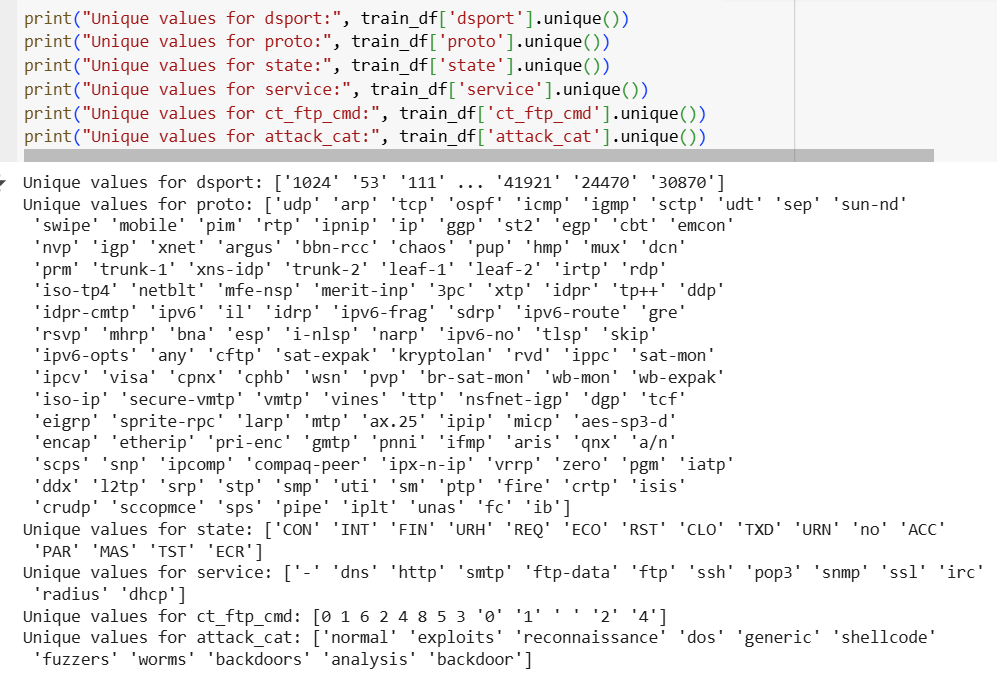 print("Unique values for dsport:", train_df['dsport'].unique())
print("Unique values for proto:", train_df['proto'].unique())
print("Unique values for state:", train_df['state'].unique())
print("Unique values for service:", train_df['service'].unique())
print("Unique values for ct_ftp_cmd:", train_df['ct_ftp_cmd'].unique())
print("Unique values for attack_cat:", train_df['attack_cat'].unique())
Unique values for dsport: ['1024' '53' '111' ... '41921' '24470' '30870']
Unique values for proto: ['udp' 'arp' 'tcp' 'ospf' 'icmp' 'igmp' 'sctp' 'udt' 'sep' 'sun-nd'
 'swipe' 'mobile' 'pim' 'rtp' 'ipnip' 'ip' 'ggp' 'st2' 'egp' 'cbt' 'emcon'
 'nvp' 'igp' 'xnet' 'argus' 'bbn-rcc' 'chaos' 'pup' 'hmp' 'mux' 'dcn'
 'prm' 'trunk-1' 'xns-idp' 'trunk-2' 'leaf-1' 'leaf-2' 'irtp' 'rdp'
 'iso-tp4' 'netblt' 'mfe-nsp' 'merit-inp' '3pc' 'xtp' 'idpr' 'tp++' 'ddp'
 'idpr-cmtp' 'ipv6' 'il' 'idrp' 'ipv6-frag' 'sdrp' 'ipv6-route' 'gre'
 'rsvp' 'mhrp' 'bna' 'esp' 'i-nlsp' 'narp' 'ipv6-no' 'tlsp' 'skip'
 'ipv6-opts' 'any' 'cftp' 'sat-expak' 'kryptolan' 'rvd' 'ippc' 'sat-mon'
 'ipcv' 'visa' 'cpnx' 'cphb' 'wsn' 'pvp' 'br-sat-mon' 'wb-mon' 'wb-expak'
 'iso-ip' 'secure-vmtp' 'vmtp' 'vines' 'ttp' 'nsfnet-igp' 'dgp' 'tcf'
 'eigrp' 'sprite-rpc' 'larp' 'mtp' 'ax.25' 'ipip' 'micp' 'aes-sp3-d'
 'encap' 'etherip' 'pri-enc' 'gmtp' 'pnni' 'ifmp' 'aris' 'qnx' 'a/n'
 'scps' 'snp' 'ipcomp' 'compaq-peer' 'ipx-n-ip' 'vrrp' 'zero' 'pgm' 'iatp'
 'ddx' 'l2tp' 'srp' 'stp' 'smp' 'uti' 'sm' 'ptp' 'fire' 'crtp' 'isis'
 'crudp' 'sccopmce' 'sps' 'pipe' 'iplt' 'unas' 'fc' 'ib']
Unique values for state: ['CON' 'INT' 'FIN' 'URH' 'REQ' 'ECO' 'RST' 'CLO' 'TXD' 'URN' 'no' 'ACC'
 'PAR' 'MAS' 'TST' 'ECR']
Unique values for service: ['-' 'dns' 'http' 'smtp' 'ftp-data' 'ftp' 'ssh' 'pop3' 'snmp' 'ssl' 'irc'
 'radius' 'dhcp']
Unique values for ct_ftp_cmd: [0 1 6 2 4 8 5 3 '0' '1' ' ' '2' '4']
Unique values for attack_cat: ['normal' 'exploits' 'reconnaissance' 'dos' 'generic' 'shellcode'
 'fuzzers' 'worms' 'backdoors' 'analysis' 'backdoor']